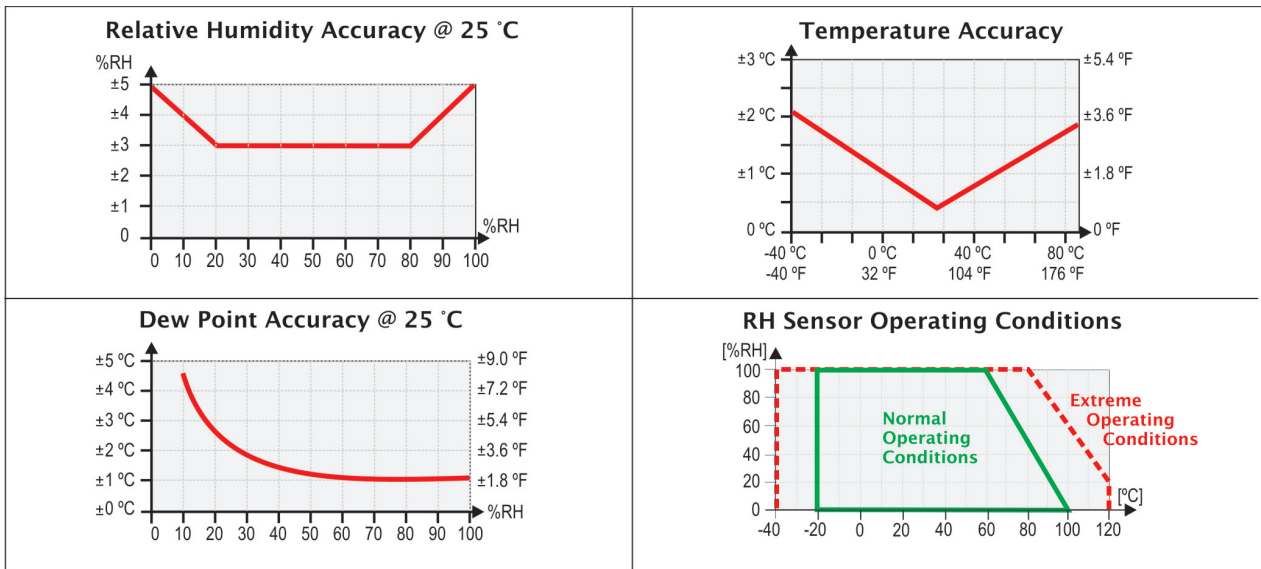 Relative Humidity Accuracy @ 25 °C
%RH
±5
±4
±3
±2
±1
0
0 10 20 30 40 50 60 70 80 90 100
%RH
Temperature Accuracy
±3 ºC
±2 ºC
±1 ºC
0 ºC
±5.4 ºF
±3.6 ºF
±1.8 ºF
0 ºF
-40 ºC 0 ºC 40 ºC 80 ºC
-40 ºF 32 ºF 104 ºF 176 ºF
Dew Point Accuracy @ 25 °C
±5 ºC
±4 ºC
±3 ºC
±2 ºC
±1 ºC
±0 ºC
±9.0 ºF
±7.2 ºF
±5.4 ºF
±3.6 ºF
±1.8 ºF
%RH
0 10 20 30 40 50 60 70 80 90 100
RH Sensor Operating Conditions
[%RH]
100
80
60
40
20
0
-40 -20 0 20 40 60 80 100 120
[ºC]
Normal
Operating
Conditions
Extreme
Operating
Conditions